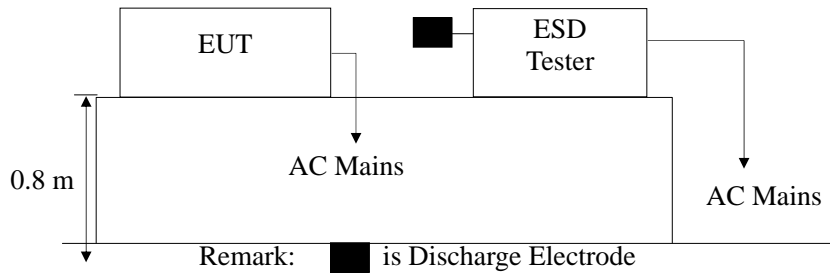 EUT
ESD
Tester
AC Mains
0.8 m
AC Mains
Remark: is Discharge Electrode